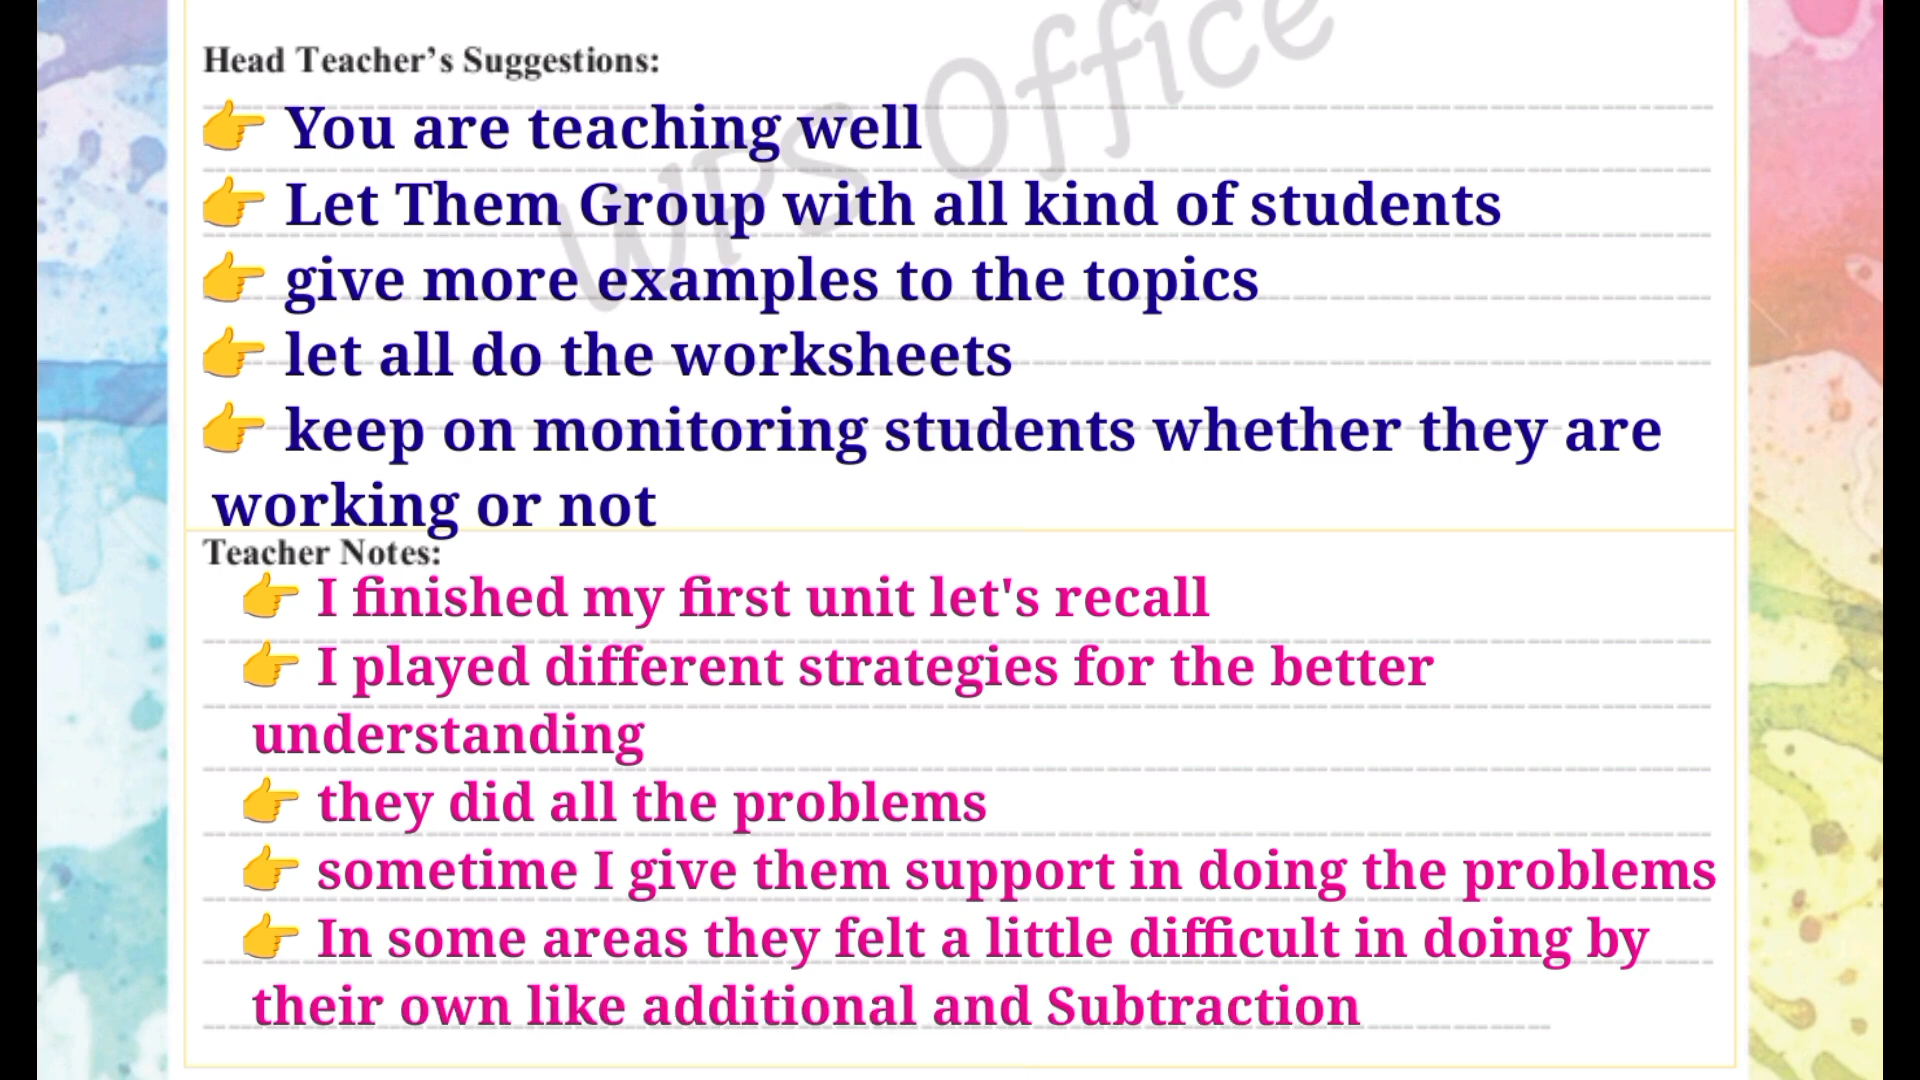 WPS Office
Head Teacher's Suggestions:
👉 You are teaching well
👉 Let Them Group with all kind of students
👉 give more examples to the topics
👉 let all do the worksheets
👉 keep on monitoring students whether they are
working or not
Teacher Notes:
👉 I finished my first unit let's recall
👉 I played different strategies for the better
understanding
👉 they did all the problems
👉 sometime I give them support in doing the problems
👉 In some areas they felt a little difficult in doing by
their own like additional and Subtraction